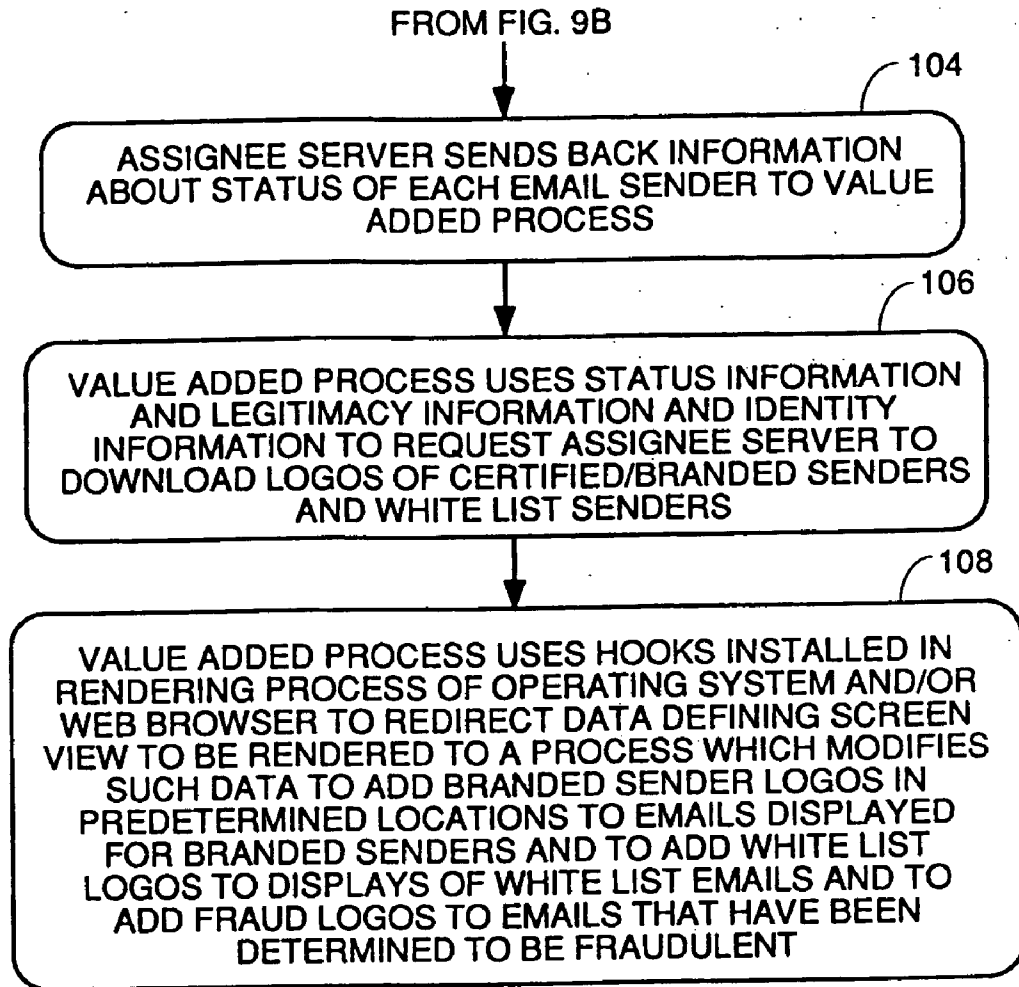 FROM FIG. 9B
104
ASSIGNEE SERVER SENDS BACK INFORMATION
ABOUT STATUS OF EACH EMAIL SENDER TO VALUE
ADDED PROCESS
106
VALUE ADDED PROCESS USES STATUS INFORMATION
AND LEGITIMACY INFORMATION AND IDENTITY
INFORMATION TO REQUEST ASSIGNEE SERVER TO
DOWNLOAD LOGOS OF CERTIFIED/BRANDED SENDERS
AND WHITE LIST SENDERS
108
VALUE ADDED PROCESS USES HOOKS INSTALLED IN
RENDERING PROCESS OF OPERATING SYSTEM AND/OR
WEB BROWSER TO REDIRECT DATA DEFINING SCREEN
VIEW TO BE RENDERED TO A PROCESS WHICH MODIFIES
SUCH DATA TO ADD BRANDED SENDER LOGOS IN
PREDETERMINED LOCATIONS TO EMAILS DISPLAYED
FOR BRANDED SENDERS AND TO ADD WHITE LIST
LOGOS TO DISPLAYS OF WHITE LIST EMAILS AND TO
ADD FRAUD LOGOS TO EMAILS THAT HAVE BEEN
DETERMINED TO BE FRAUDULENT